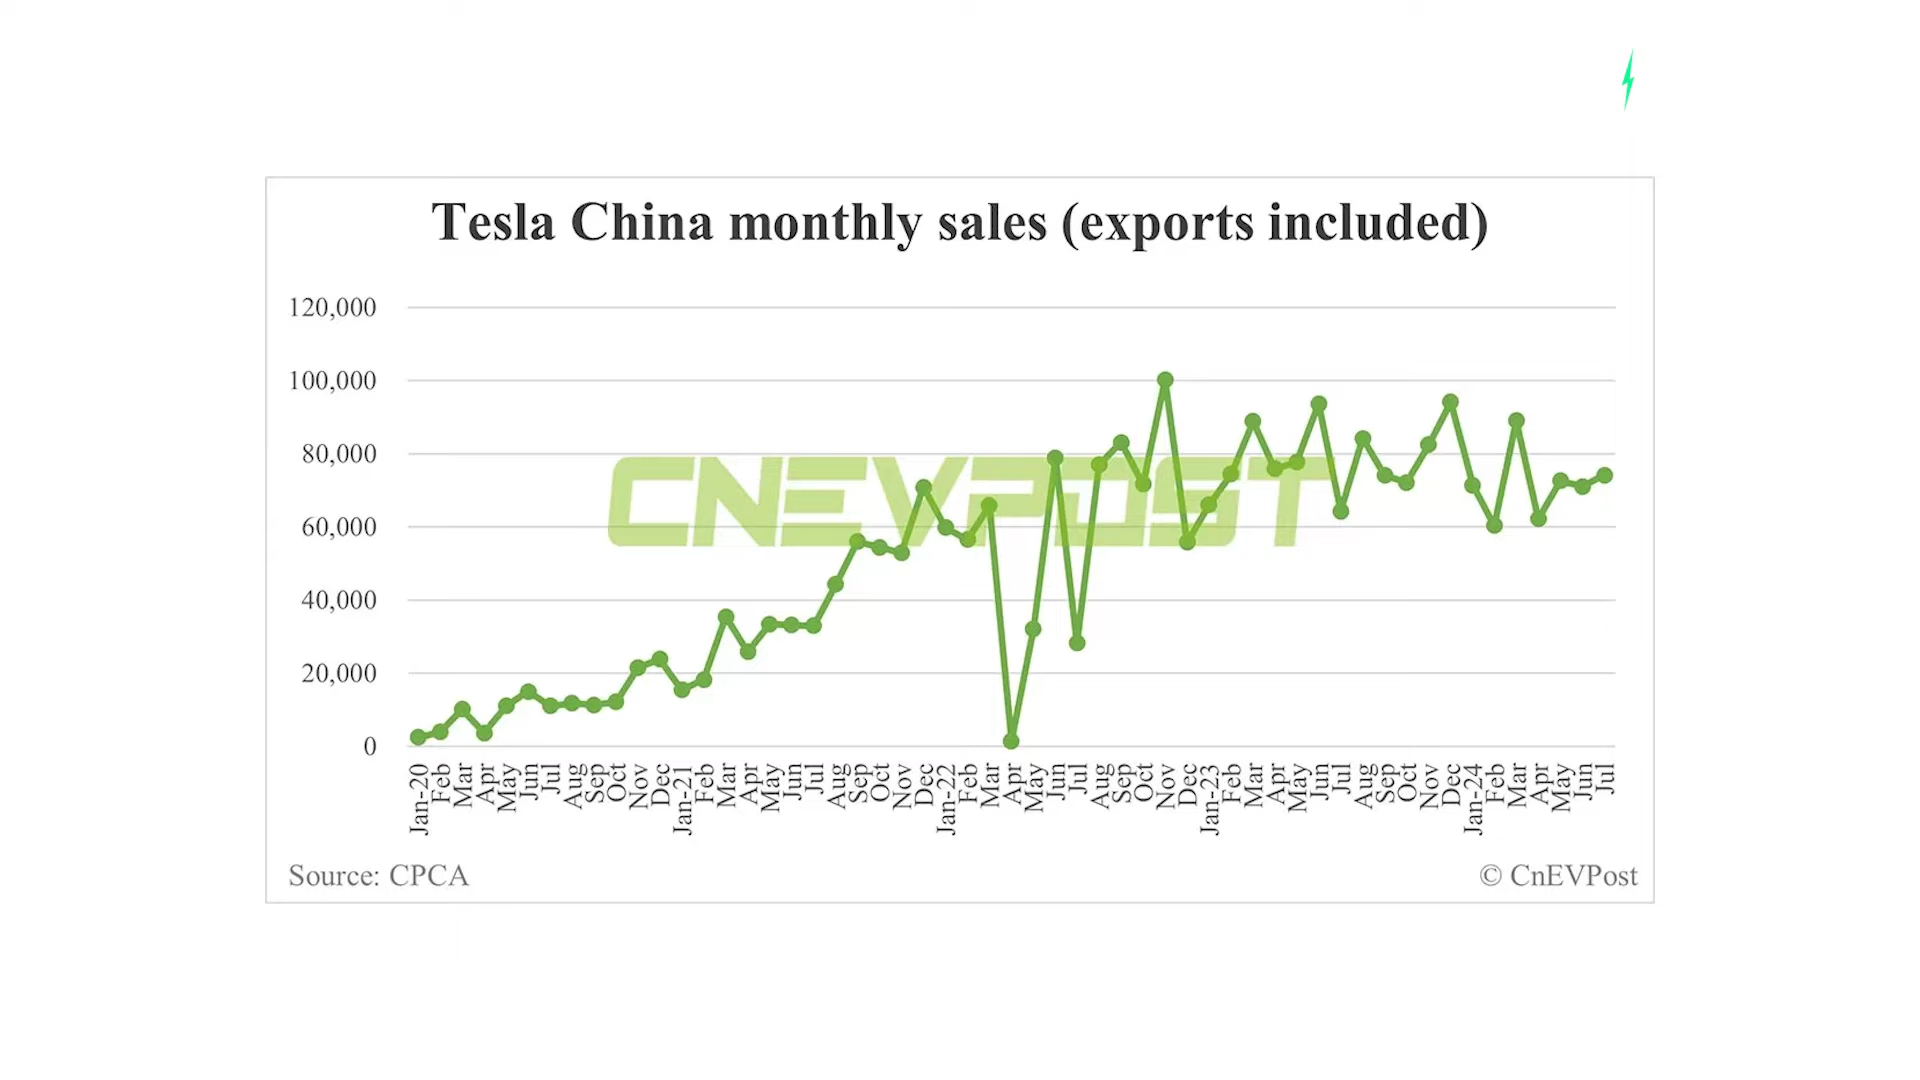 Tesla China monthly sales (exports included)
120,000
100,000
80,000
60,000
40,000
20,000
0
CNEVPOST
Jan-20
Feb
Mar
Apr
May
Jun
Jul
Aug
Sep
Oct
Nov
Dec
Jan-21
Feb
Mar
Apr
May
Jun
Jul
Aug
Sep
Oct
Nov
Dec
Jan-22
Feb
Mar
Apr
May
Jun
Jul
Aug
Sep
Oct
Nov
Dec
Jan-23
Feb
Mar
Apr
May
Jun
Jul
Aug
Sep
Oct
Nov
Dec
Jan-24
Feb
Mar
Apr
May
Jun
Jul
Source: CPCA
© CnEVPost